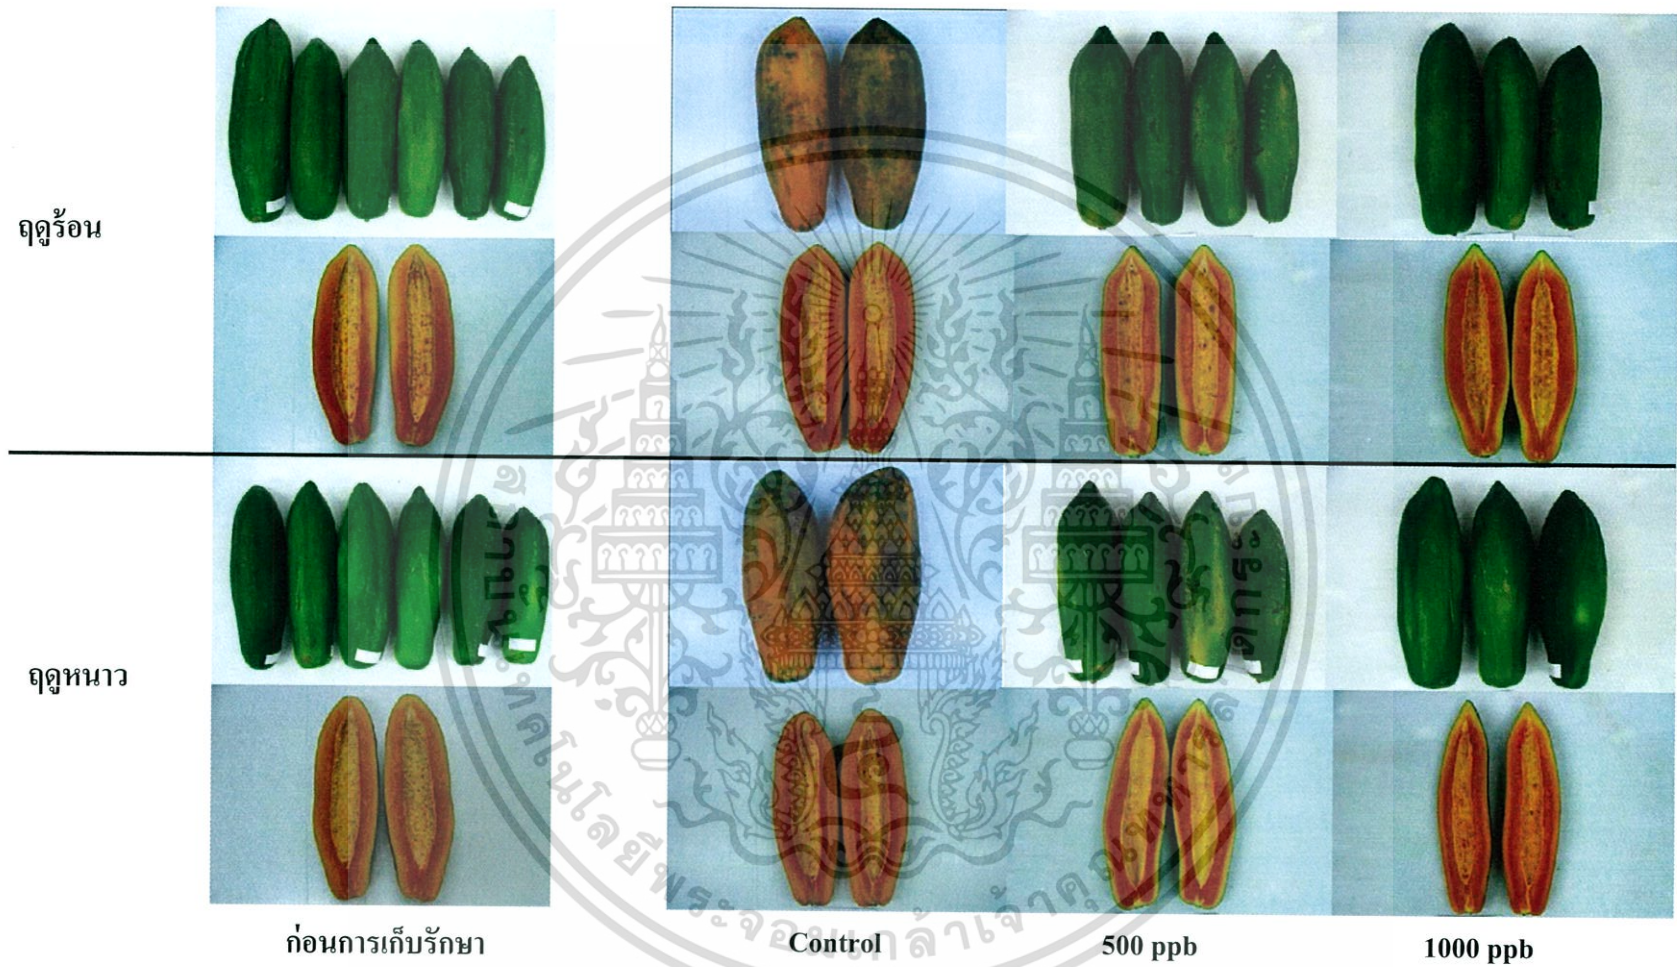 ฤดูร้อน
ฤดูหนาว
ก่อนการเก็บรักษา
Control
500 ppb
1000 ppb